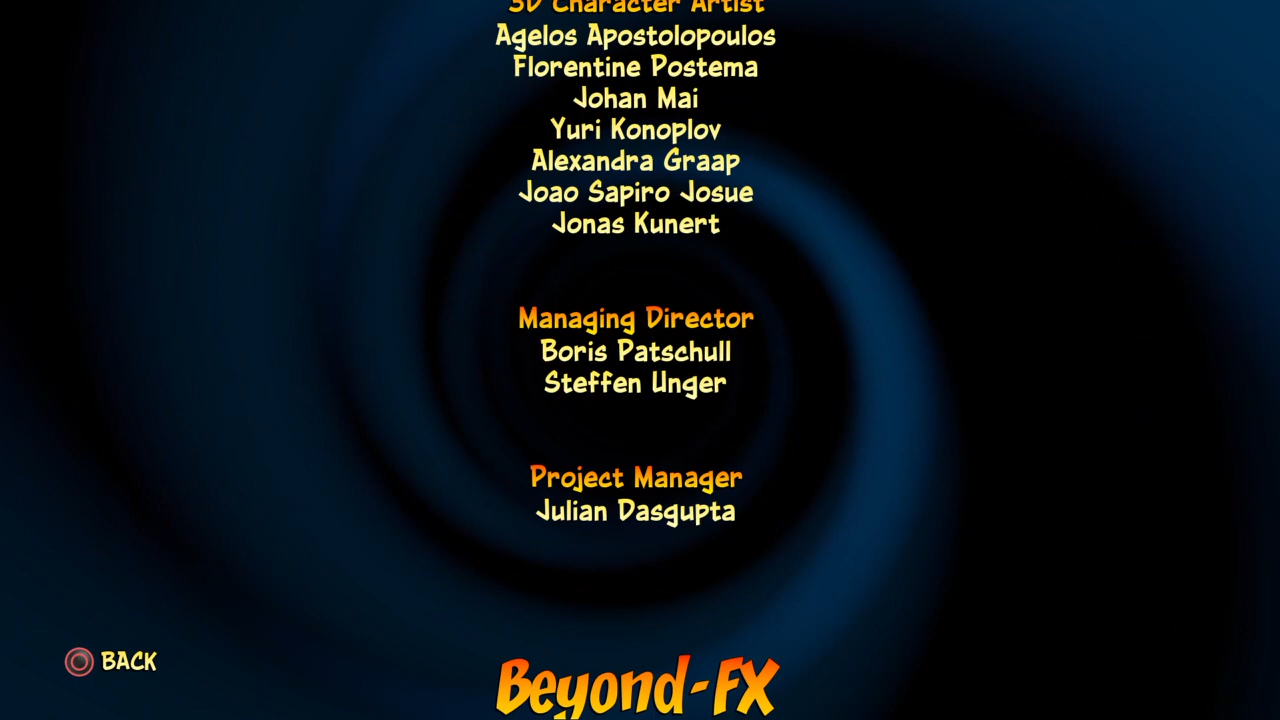 3D Character Artist
Agelos Apostolopoulos
Florentine Postema
Johan Mai
Yuri Konoplov
Alexandra Graap
Joao Sapiro Josue
Jonas Kunert
Managing Director
Boris Patschull
Steffen Unger
Project Manager
Julian Dasgupta
BACK
Beyond-FX